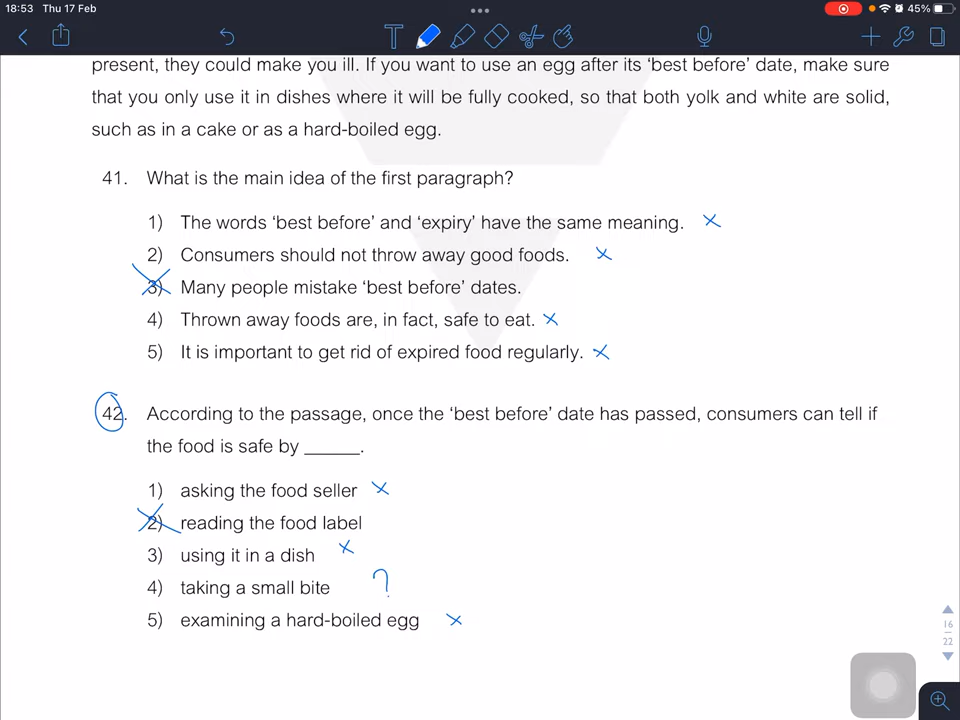 18:53 Thu 17 Feb 45%
present, they could make you ill. If you want to use an egg after its ‘best before’ date, make sure
that you only use it in dishes where it will be fully cooked, so that both yolk and white are solid,
such as in a cake or as a hard-boiled egg.
41. What is the main idea of the first paragraph?
1) The words ‘best before’ and ‘expiry’ have the same meaning. x
2) Consumers should not throw away good foods. x
3) Many people mistake ‘best before’ dates.
4) Thrown away foods are, in fact, safe to eat. x
5) It is important to get rid of expired food regularly. x
42. According to the passage, once the ‘best before’ date has passed, consumers can tell if
the food is safe by ______.
1) asking the food seller x
2) reading the food label
3) using it in a dish x
4) taking a small bite ?
5) examining a hard-boiled egg x
16
22